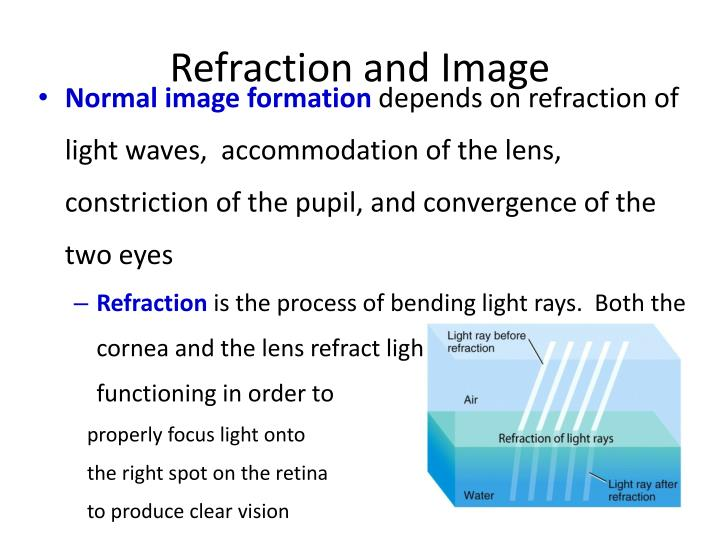 Refraction and Image
• Normal image formation depends on refraction of
light waves,  accommodation of the lens,
constriction of the pupil, and convergence of the
two eyes
– Refraction is the process of bending light rays.  Both the
cornea and the lens refract
functioning in order to
properly focus light onto
the right spot on the retina
to produce clear vision
Light ray before
refraction
Air
Refraction of light rays
Water
Light ray after
refraction